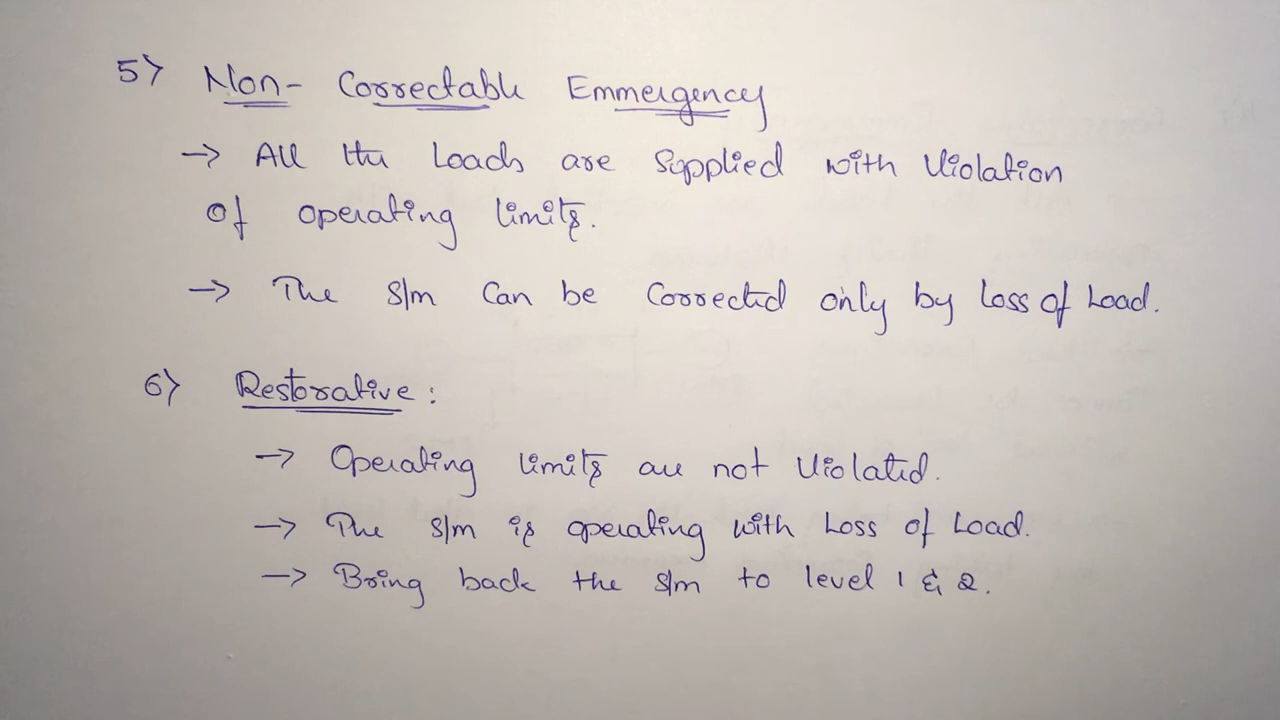 5) Non- Correctable Emmergency
→ All the Loads are Supplied with Violation
of operating limits.
→ The S/m Can be Corrected only by Loss of Load.
6) Restorative :
→ Operating limits are not Violated.
→ The S/m is operating with Loss of Load.
→ Bring back the S/m to level 1 & 2.